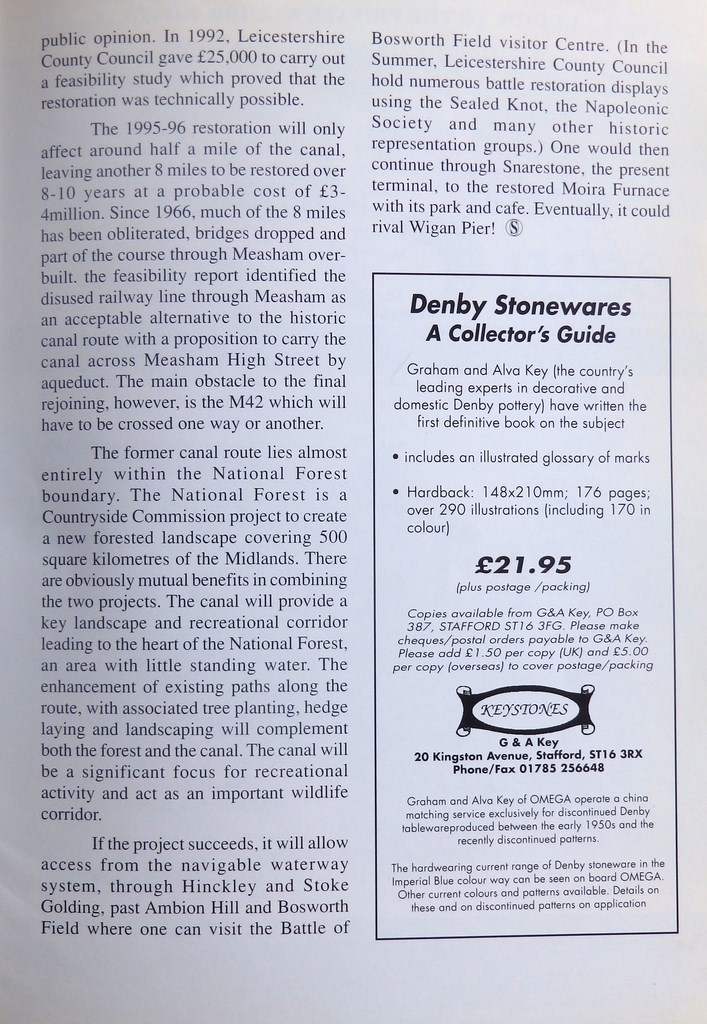 public opinion. In 1992, Leicestershire
County Council gave £25,000 to carry out
a feasibility study which proved that the
restoration was technically possible.
The 1995-96 restoration will only
affect around half a mile of the canal,
leaving another 8 miles to be restored over
8-10 years at a probable cost of £3-
4million. Since 1966, much of the 8 miles
has been obliterated, bridges dropped and
part of the course through Measham over-
built. the feasibility report identified the
disused railway line through Measham as
an acceptable alternative to the historic
canal route with a proposition to carry the
canal across Measham High Street by
aqueduct. The main obstacle to the final
rejoining, however, is the M42 which will
have to be crossed one way or another.
The former canal route lies almost
entirely within the National Forest
boundary. The National Forest is a
Countryside Commission project to create
a new forested landscape covering 500
square kilometres of the Midlands. There
are obviously mutual benefits in combining
the two projects. The canal will provide a
key landscape and recreational corridor
leading to the heart of the National Forest,
an area with little standing water. The
enhancement of existing paths along the
route, with associated tree planting, hedge
laying and landscaping will complement
both the forest and the canal. The canal will
be a significant focus for recreational
activity and act as an important wildlife
corridor.
If the project succeeds, it will allow
access from the navigable waterway
system, through Hinckley and Stoke
Golding, past Ambion Hill and Bosworth
Field where one can visit the Battle of
Bosworth Field visitor Centre. (In the
Summer, Leicestershire County Council
hold numerous battle restoration displays
using the Sealed Knot, the Napoleonic
Society and many other historic
representation groups.) One would then
continue through Snarestone, the present
terminal, to the restored Moira Furnace
with its park and cafe. Eventually, it could
rival Wigan Pier! Ⓢ
Denby Stonewares
A Collector's Guide
Graham and Alva Key (the country's
leading experts in decorative and
domestic Denby pottery) have written the
first definitive book on the subject
• includes an illustrated glossary of marks
• Hardback: 148x210mm; 176 pages;
over 290 illustrations (including 170 in
colour)
£21.95
(plus postage /packing)
Copies available from G&A Key, PO Box
387, STAFFORD ST16 3FG. Please make
cheques/postal orders payable to G&A Key.
Please add £1.50 per copy (UK) and £5.00
per copy (overseas) to cover postage/packing
KEYSTONES
G & A Key
20 Kingston Avenue, Stafford, ST16 3RX
Phone/Fax 01785 256648
Graham and Alva Key of OMEGA operate a china
matching service exclusively for discontinued Denby
tablewareproduced between the early 1950s and the
recently discontinued patterns.
The hardwearing current range of Denby stoneware in the
Imperial Blue colour way can be seen on board OMEGA.
Other current colours and patterns available. Details on
these and on discontinued patterns on application